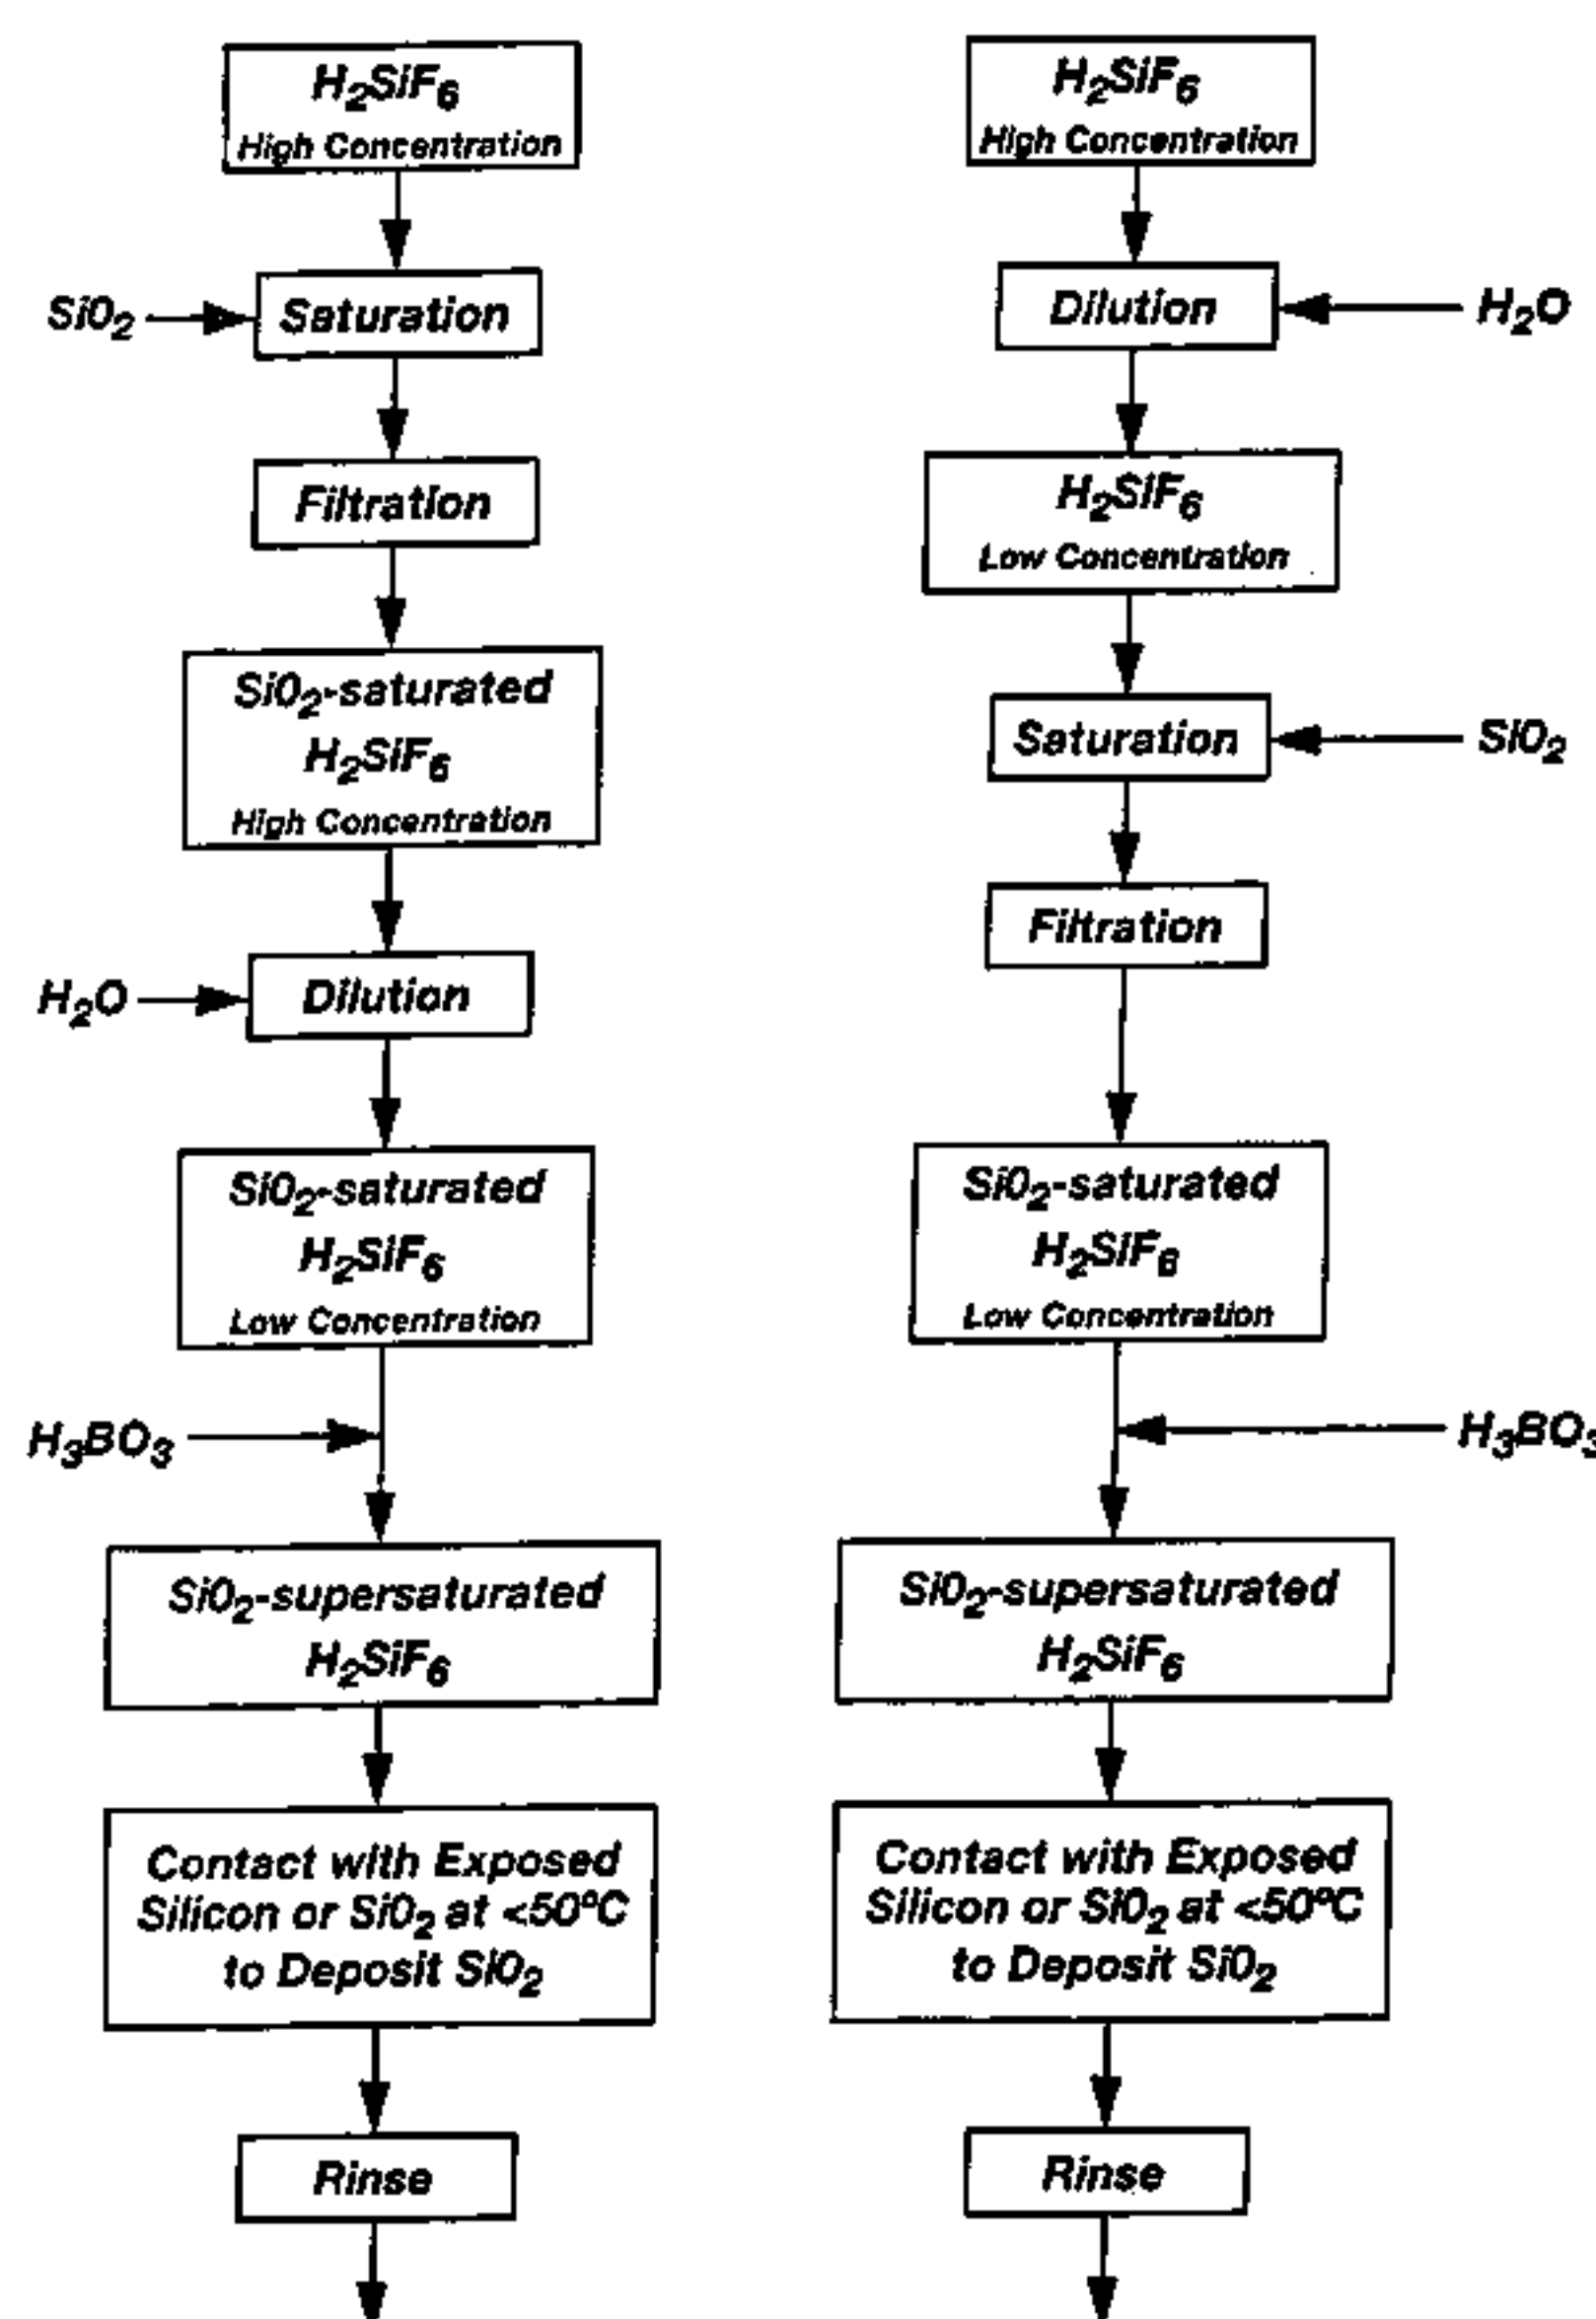 H₂SiF₆
High Concentration
SiO₂
Saturation
Filtration
SiO₂-saturated
H₂SiF₆
High Concentration
H₂O
Dilution
SiO₂-saturated
H₂SiF₆
Low Concentration
H₃BO₃
SiO₂-supersaturated
H₂SiF₆
Contact with Exposed
Silicon or SiO₂ at <50ºC
to Deposit SiO₂
Rinse
H₂SiF₆
High Concentration
Dilution
H₂O
H₂SiF₆
Low Concentration
Saturation
SiO₂
Filtration
SiO₂-saturated
H₂SiF₆
Low Concentration
H₃BO₃
SiO₂-supersaturated
H₂SiF₆
Contact with Exposed
Silicon or SiO₂ at <50ºC
to Deposit SiO₂
Rinse